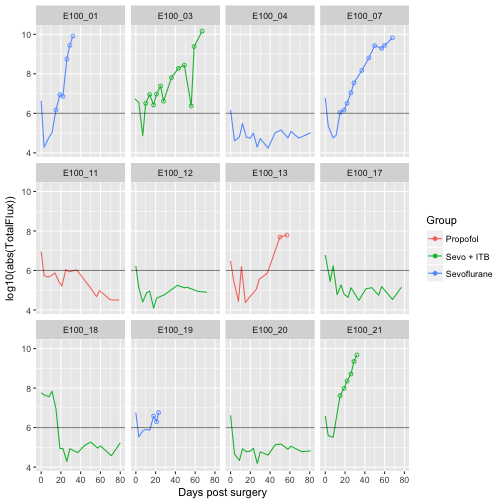 E100_01 E100_03 E100_04 E100_07
10
8
6
4
E100_11 E100_12 E100_13 E100_17
10
8
6
4
E100_18 E100_19 E100_20 E100_21
10
8
6
4
0 20 40 60 80 0 20 40 60 80 0 20 40 60 80 0 20 40 60 80
Days post surgery
log10(abs(TotalFlux))
Group
Propofol
Sevo + ITB
Sevoflurane